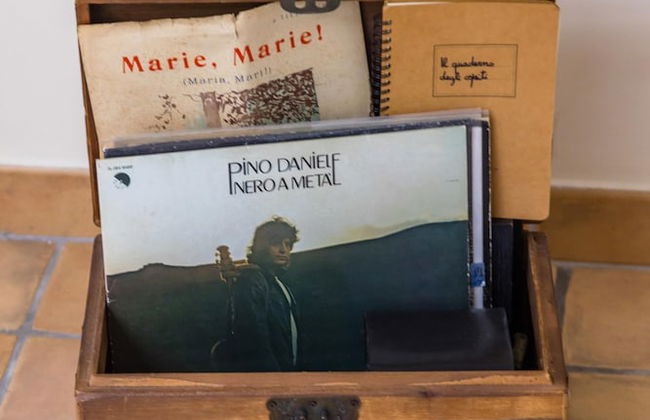 Marie, Marie!
(Maria, Marì!)
Il quaderno
degli ospiti
PINO DANIELE
NERO A METÀ